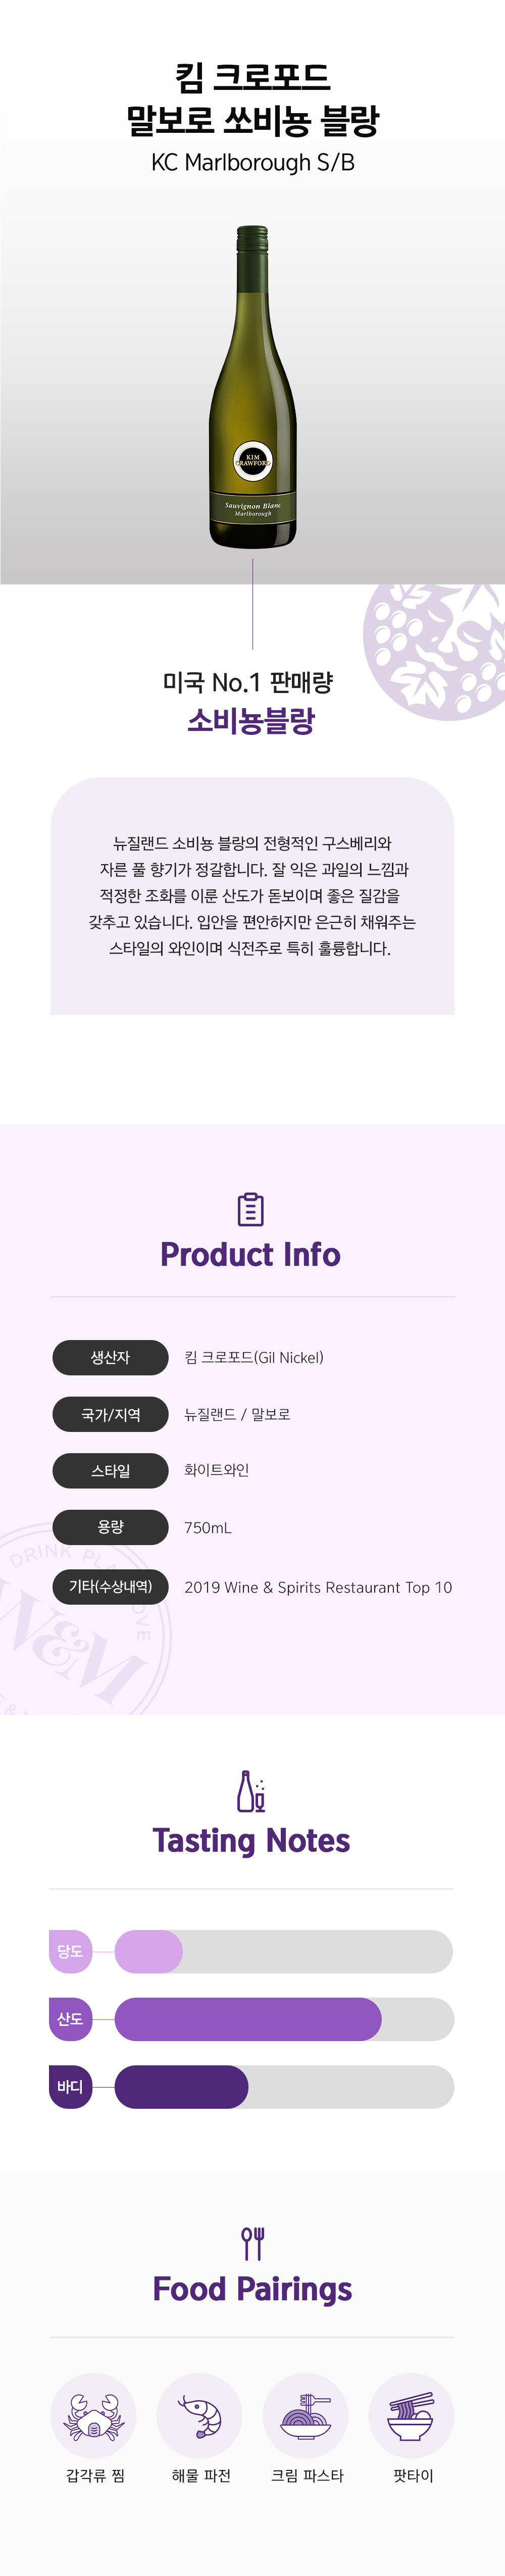 킴 크로포드
말보로 쏘비뇽 블랑
KC Marlborough S/B
KIM
CRAWFORD
Sauvignon Blanc
Marlborough
미국 No.1 판매량
소비뇽블랑
뉴질랜드 소비뇽 블랑의 전형적인 구스베리와
자른 풀 향기가 정갈합니다. 잘 익은 과일의 느낌과
적정한 조화를 이룬 산도가 돋보이며 좋은 질감을
갖추고 있습니다. 입안을 편안하지만 은근히 채워주는
스타일의 와인이며 식전주로 특히 훌륭합니다.
Product Info
생산자 킴 크로포드(Gil Nickel)
국가/지역 뉴질랜드 / 말보로
스타일 화이트와인
용량 750mL
기타(수상내역) 2019 Wine & Spirits Restaurant Top 10
DRINK
W&M
Tasting Notes
당도
산도
바디
Food Pairings
갑각류 찜 해물 파전 크림 파스타 팟타이